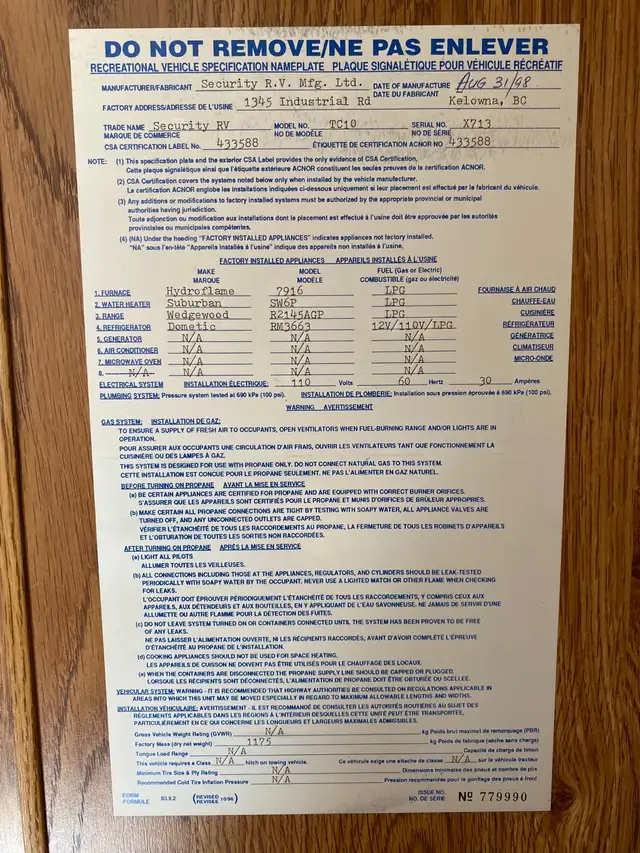 DO NOT REMOVE/NE PAS ENLEVER
RECREATIONAL VEHICLE SPECIFICATION NAMEPLATE PLAQUE SIGNALÉTIQUE POUR VÉHICULE RÉCRÉATIF
MANUFACTURER/FABRICANT Security R.V. Mfg. Ltd. DATE OF MANUFACTURE AUG 31/98
DATE DU FABRICANT
FACTORY ADDRESS/ADRESSE DE L'USINE 1345 Industrial Rd Kelowna, BC
TRADE NAME Security RV MODEL NO. TC10 SERIAL NO. X713
MARQUE DE COMMERCE NO DE MODÈLE NO DE SÉRIE
CSA CERTIFICATION LABEL No. 433588 ÉTIQUETTE DE CERTIFICATION ACNOR NO 433588
NOTE: (1) This specification plate and the exterior CSA Label provides the only evidence of CSA Certification.
Cette plaque signalétique ainsi que l'étiquette extérieure ACNOR constituent les seules preuves de la certification ACNOR.
(2) CSA Certification covers the systems noted below only when installed by the vehicle manufacturer.
La certification ACNOR englobe les installations indiquées ci-dessous uniquement si leur placement est effectué par le fabricant du véhicule.
(3) Any additions or modifications to factory installed systems must be authorized by the appropriate provincial or municipal
authorities having jurisdiction.
Toute adjonction ou modification aux installations dont le placement est effectué à l'usine doit être approuvée par les autorités
provinciales ou municipales compétentes.
(4) (NA) Under the heading "FACTORY INSTALLED APPLIANCES" indicates appliances not factory installed.
"NA" sous l'en-tête "Appareils installés à l'usine" indique des appareils non installés à l'usine,
FACTORY INSTALLED APPLIANCES APPAREILS INSTALLÉS À L'USINE
MAKE MODEL FUEL (Gas or Electric)
MARQUE MODÈLE COMBUSTIBLE (gaz ou électricité)
1. FURNACE Hydroflame 7916 LPG FOURNAISE À AIR CHAUD
2. WATER HEATER Suburban SW6P LPG CHAUFFE-EAU
3. RANGE Wedgewood R2145AGP LPG CUISINIÈRE
4. REFRIGERATOR Dometic RM3663 12V/110V/LPG RÉFRIGÉRATEUR
5. GENERATOR N/A N/A N/A GÉNÉRATRICE
6. AIR CONDITIONER N/A N/A N/A CLIMATISEUR
7. MICROWAVE OVEN N/A N/A N/A MICRO-ONDE
8. N/A N/A N/A N/A
ELECTRICAL SYSTEM INSTALLATION ÉLECTRIQUE: 110 Volts 60 Hertz 30 Ampères
PLUMBING SYSTEM: Pressure system tested at 690 kPa (100 psi). INSTALLATION DE PLOMBERIE: Installation sous pression éprouvée à 690 kPa (100 psi).
WARNING AVERTISSEMENT
GAS SYSTEM: INSTALLATION DE GAZ:
TO ENSURE A SUPPLY OF FRESH AIR TO OCCUPANTS, OPEN VENTILATORS WHEN FUEL-BURNING RANGE AND/OR LIGHTS ARE IN
OPERATION.
POUR ASSURER AUX OCCUPANTS UNE CIRCULATION D'AIR FRAIS, OUVRIR LES VENTILATEURS TANT QUE FONCTIONNENT LA
CUISINIÈRE OU DES LAMPES À GAZ.
THIS SYSTEM IS DESIGNED FOR USE WITH PROPANE ONLY. DO NOT CONNECT NATURAL GAS TO THIS SYSTEM.
CETTE INSTALLATION EST CONCUE POUR LE PROPANE SEULEMENT. NE PAS L'ALIMENTER EN GAZ NATUREL.
BEFORE TURNING ON PROPANE AVANT LA MISE EN SERVICE
(a) BE CERTAIN APPLIANCES ARE CERTIFIED FOR PROPANE AND ARE EQUIPPED WITH CORRECT BURNER ORIFICES.
S'ASSURER QUE LES APPAREILS SONT CERTIFIÉS POUR LE PROPANE ET MUNIS D'ORIFICES DE BRÛLEUR APPROPRIÉS.
(b) MAKE CERTAIN ALL PROPANE CONNECTIONS ARE TIGHT BY TESTING WITH SOAPY WATER, ALL APPLIANCE VALVES ARE
TURNED OFF, AND ANY UNCONNECTED OUTLETS ARE CAPPED.
VÉRIFIER L'ÉTANCHÉITÉ DE TOUS LES RACCORDEMENTS AU PROPANE, LA FERMETURE DE TOUS LES ROBINETS D'APPAREILS
ET L'OBTURATION DE TOUTES LES SORTIES NON RACCORDÉES.
AFTER TURNING ON PROPANE APRÈS LA MISE EN SERVICE
(a) LIGHT ALL PILOTS
ALLUMER TOUTES LES VEILLEUSES.
(b) ALL CONNECTIONS INCLUDING THOSE AT THE APPLIANCES, REGULATORS, AND CYLINDERS SHOULD BE LEAK-TESTED
PERIODICALLY WITH SOAPY WATER BY THE OCCUPANT. NEVER USE A LIGHTED MATCH OR OTHER FLAME WHEN CHECKING
FOR LEAKS.
L'OCCUPANT DOIT ÉPROUVER PÉRIODIQUEMENT L'ÉTANCHÉITÉ DE TOUS LES RACCORDEMENTS, Y COMPRIS CEUX AUX
APPAREILS, AUX DÉTENDEURS ET AUX BOUTEILLES, EN Y APPLIQUANT DE L'EAU SAVONNEUSE. NE JAMAIS DE SERVIR D'UNE
ALLUMETTE OU AUTRE FLAMME POUR LA DÉTECTION DES FUITES.
(c) DO NOT LEAVE SYSTEM TURNED ON OR CONTAINERS CONNECTED UNTIL THE SYSTEM HAS BEEN PROVEN TO BE FREE
OF ANY LEAKS.
NE PAS LAISSER L'ALIMENTATION OUVERTE, NI LES RÉCIPIENTS RACCORDÉS, AVANT D'AVOIR COMPLÉTÉ L'ÉPREUVE
D'ÉTANCHÉITÉ AU PROPANE DE L'INSTALLATION.
(d) COOKING APPLIANCES SHOULD NOT BE USED FOR SPACE HEATING.
LES APPAREILS DE CUISSON NE DOIVENT PAS ÊTRE UTILISÉS POUR LE CHAUFFAGE DES LOCAUX.
(e) WHEN THE CONTAINERS ARE DISCONNECTED THE PROPANE SUPPLY LINE SHOULD BE CAPPED OR PLUGGED.
LORSQUE LES RÉCIPIENTS SONT DÉCONNECTÉS, L'ALIMENTATION DE PROPANE DOIT ÊTRE OBTURÉE OU SCELLÉE.
VEHICULAR SYSTEM: WARNING - IT IS RECOMMENDED THAT HIGHWAY AUTHORITIES BE CONSULTED ON REGULATIONS APPLICABLE IN
AREAS INTO WHICH THIS UNIT MAY BE MOVED ESPECIALLY IN REGARD TO MAXIMUM ALLOWABLE LENGTHS AND WIDTHS.
INSTALLATION VÉHICULAIRE: AVERTISSEMENT - IL EST RECOMMANDÉ DE CONSULTER LES AUTORITÉS ROUTIÈRES AU SUJET DES
RÈGLEMENTS APPLICABLES DANS LES RÉGIONS À L'INTÉRIEUR DESQUELLES CETTE UNITÉ PEUT ÊTRE TRANSPORTÉE,
PARTICULIÈREMENT EN CE QUI CONCERNE LES LONGUEURS ET LARGEURS MAXIMALES ADMISSIBLES.
Gross Vehicle Weight Rating (GVWR) N/A kg Poids brut maximal de remorquage (PBR)
Factory Mass (dry net weight) 1175 kg Poids de fabrique (sèche sans charge)
Tongue Load Range N/A Capacité de charge de timon
This vehicle requires a Class N/A hitch on towing vehicle. Ce véhicule exige une attache de classe N/A sur le véhicule tracteur
Minimum Tire Size & Ply Rating N/A Dimensions minimales des pneus et nombre de plis
Recommended Cold Tire Inflation Pressure N/A Pression recommandée pour le gonflage des pneus à froid
FORM 83.9.2 (REVISED 10/96) ISSUE NO.
FORMULE (REVISÉE) NO. DE SÉRIE Nº 779990